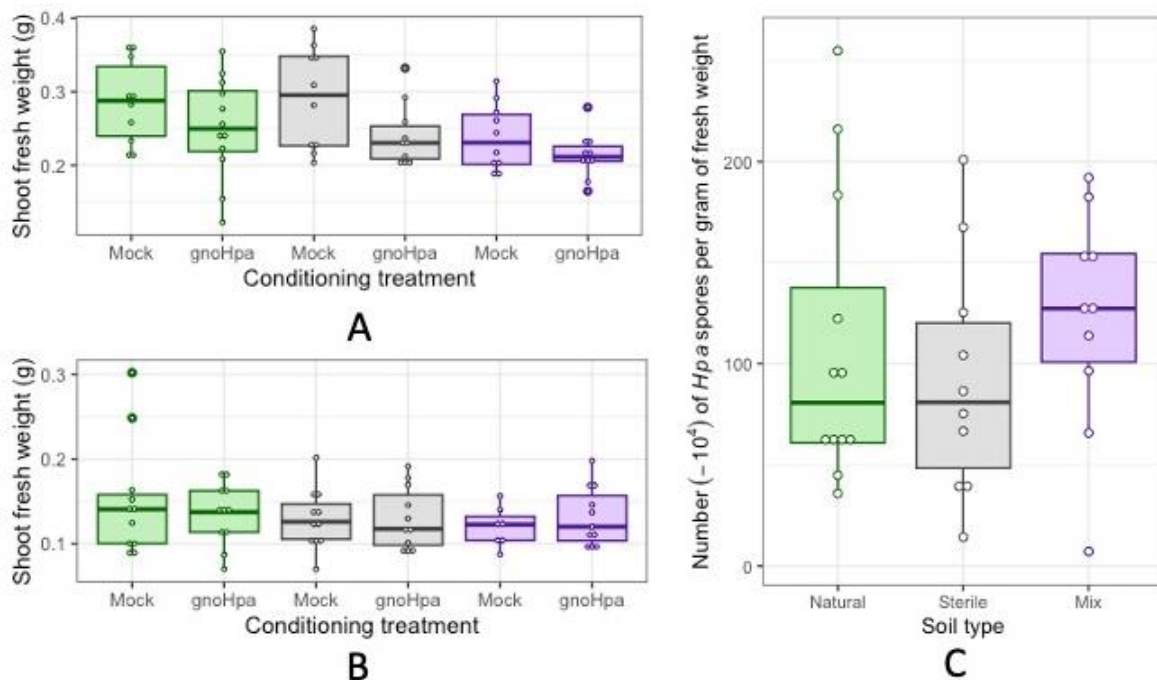 Shoot fresh weight (g)
0.4
0.3
0.2
Mock gnoHpa Mock gnoHpa Mock gnoHpa
Conditioning treatment
A
Shoot fresh weight (g)
0.3
0.2
0.1
Mock gnoHpa Mock gnoHpa Mock gnoHpa
Conditioning treatment
B
Number (−10⁴) of Hpa spores per gram of fresh weight
200
100
0
Natural Sterile Mix
Soil type
C